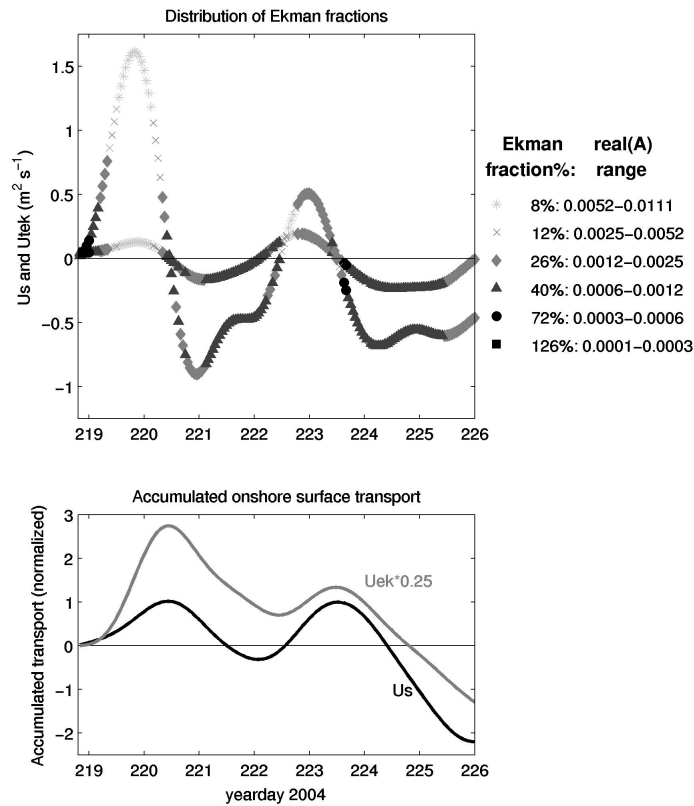 Distribution of Ekman fractions
Us and Utek (m² s⁻¹)
1.5
1
0.5
0
−0.5
−1
219 220 221 222 223 224 225 226
Ekman real(A)
fraction%: range
8%: 0.0052−0.0111
12%: 0.0025−0.0052
26%: 0.0012−0.0025
40%: 0.0006−0.0012
72%: 0.0003−0.0006
126%: 0.0001−0.0003
Accumulated onshore surface transport
Accumulated transport (normalized)
3
2
1
0
−1
−2
Uek*0.25
Us
219 220 221 222 223 224 225 226
yearday 2004